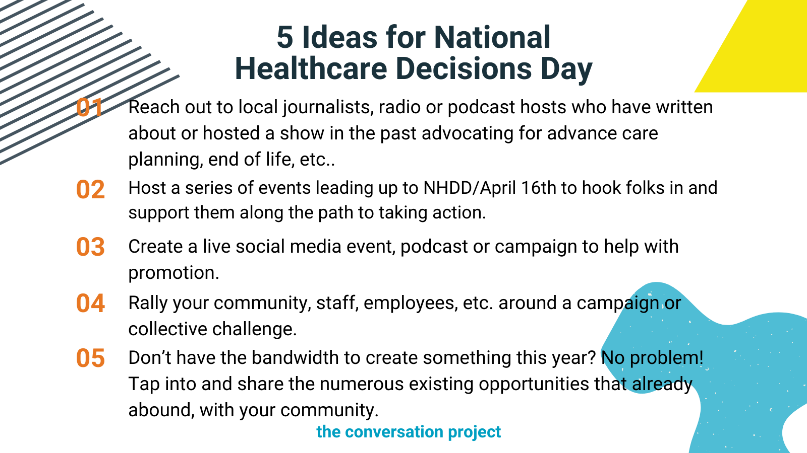 5 Ideas for National
Healthcare Decisions Day
01 Reach out to local journalists, radio or podcast hosts who have written
about or hosted a show in the past advocating for advance care
planning, end of life, etc..
02 Host a series of events leading up to NHDD/April 16th to hook folks in and
support them along the path to taking action.
03 Create a live social media event, podcast or campaign to help with
promotion.
04 Rally your community, staff, employees, etc. around a campaign or
collective challenge.
05 Don’t have the bandwidth to create something this year? No problem!
Tap into and share the numerous existing opportunities that already
abound, with your community.
the conversation project